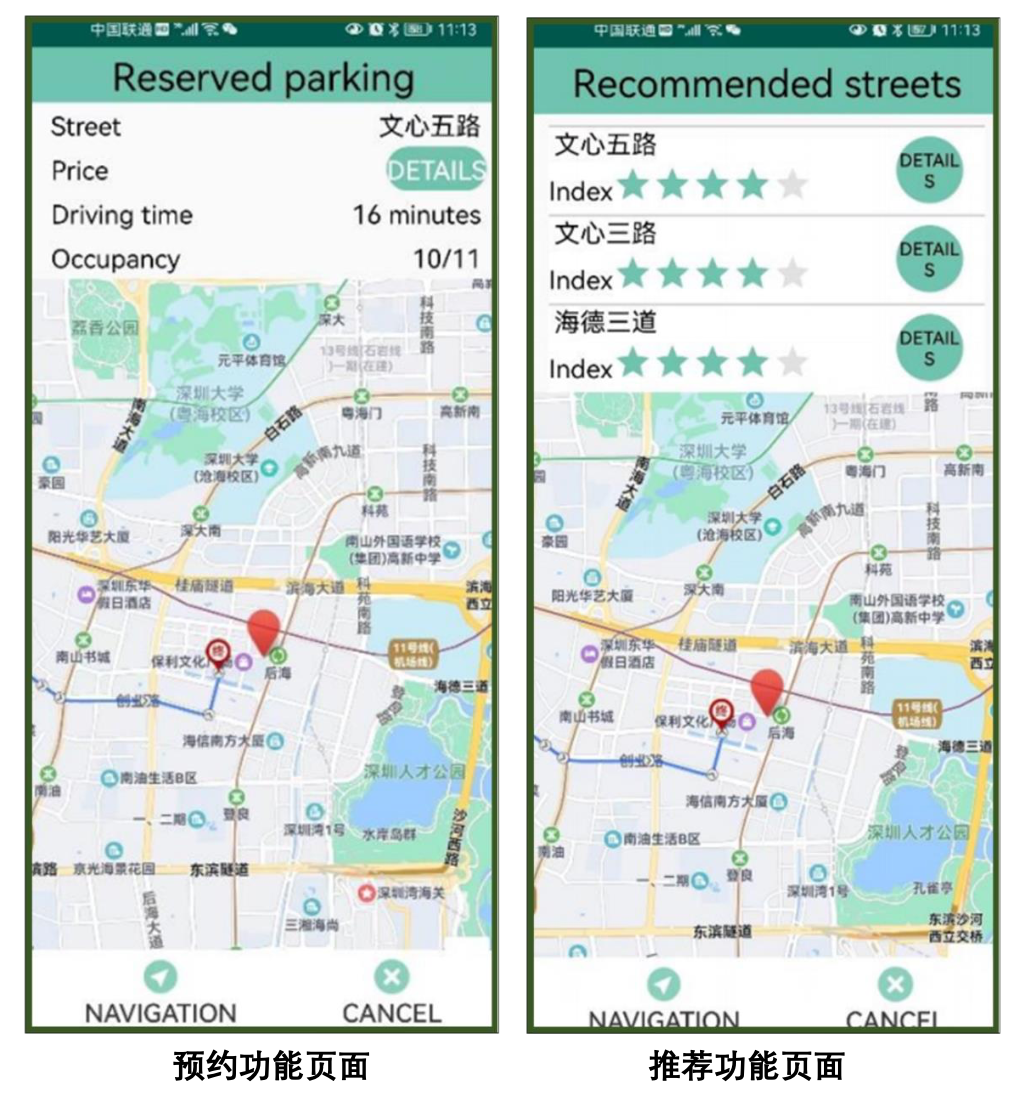 中国联通 HD 11:13
Reserved parking
Street 文心五路
Price DETAILS
Driving time 16 minutes
Occupancy 10/11
荔香公园
深大
科技南路
元平体育馆
13号线(石岩线
)一期(在建)
深圳大学
(粤海校区)
南海大道
白石路
粤海门
高新南
深圳大学
(沧海校区)
高新南九道
科技南路
豪园
科苑
阳光华艺大厦
深大南
南山外国语学校
(集团)高新中学
深圳东华
假日酒店
桂庙隧道
滨海大道
科苑南路
滨海
西立
终
保利文化广场
后海
11号线(
机场线)
南山书城
海德三道
创业路
登良路
海信南方大厦
南油生活B区
深圳人才公园
南油
一、二期
登良
深圳湾1号
水岸岛群
沙河西路
滨路
京光海景花园
东滨隧道
后海大道
深圳湾海关
三湘海尚
NAVIGATION
CANCEL
预约功能页面
中国联通 HD 11:13
Recommended streets
文心五路
Index
DETAIL
S
文心三路
Index
DETAIL
S
海德三道
Index
DETAIL
S
元平体育馆
13号线(石岩线
)一期(在建)
路
深圳大学
(粤海校区)
南海大道
白石路
粤海门
高新南
深圳大学
(沧海校区)
高新南九道
科技南路
豪园
科苑
阳光华艺大厦
深大南
南山外国语学校
(集团)高新中学
深圳东华
假日酒店
桂庙隧道
滨海大道
科苑南路
滨海
西立
终
保利文化广场
后海
11号线(
机场线)
南山书城
海德三道
创业路
登良路
海信南方大厦
南油生活B区
深圳人才公园
南油
一、二期
登良
深圳湾1号
孔雀亭
东滨隧道
东滨沙河
西立交桥
NAVIGATION
CANCEL
推荐功能页面